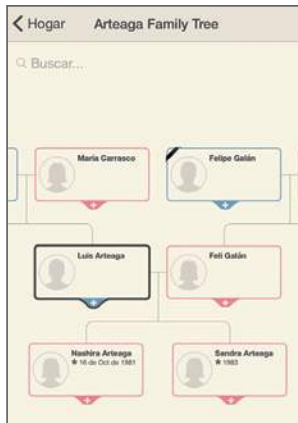 Hogar
Arteaga Family Tree
Buscar...
María Carrasco
Felipe Galán
Luis Arteaga
Feli Galán
Nashira Arteaga
★ 16 de Oct de 1981
Sandra Arteaga
★ 1983